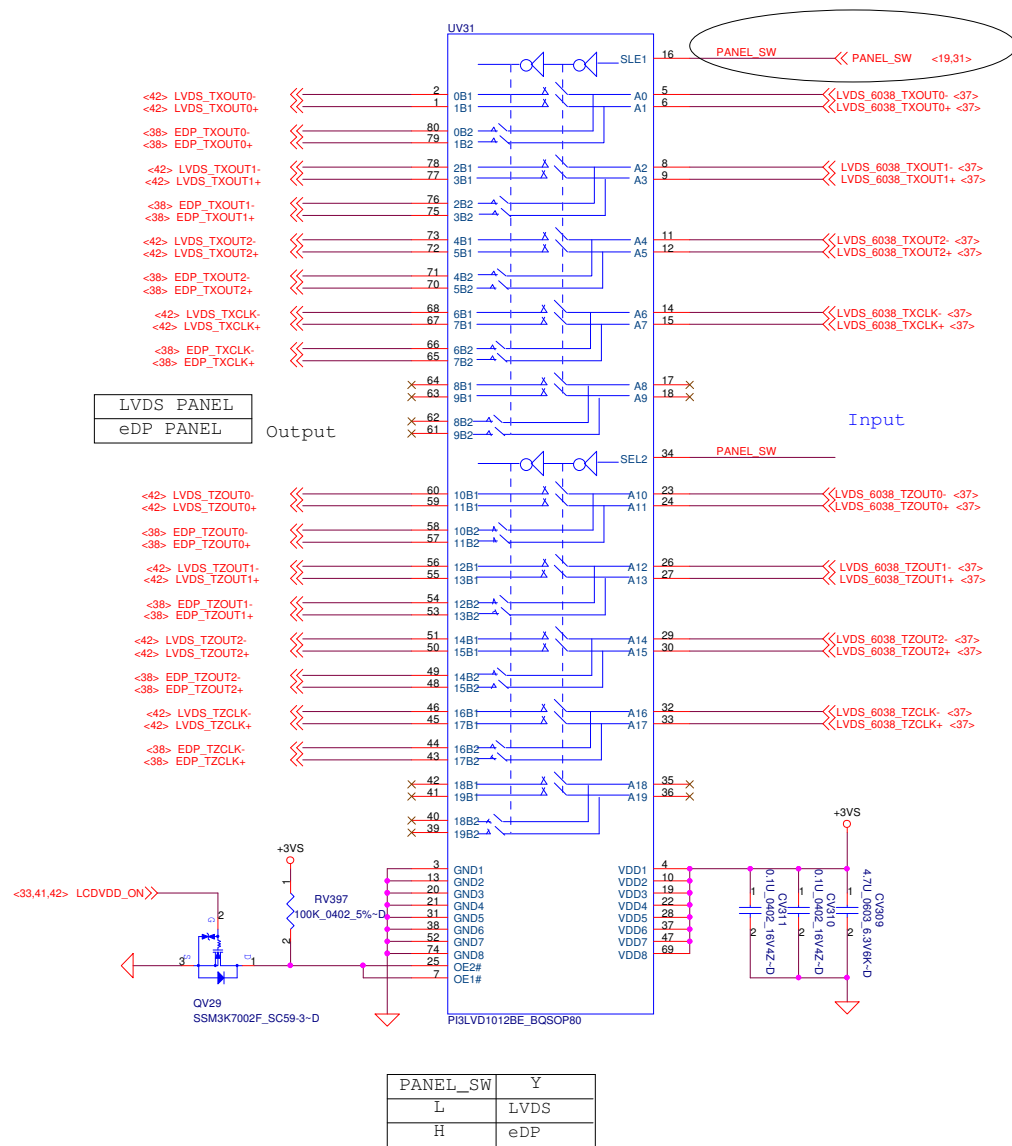 UV31
SLE1 16 PANEL_SW PANEL_SW <19,31>
<42> LVDS_TXOUT0- 2 0B1 A0 5 LVDS_6038_TXOUT0- <37>
<42> LVDS_TXOUT0+ 1 1B1 A1 6 LVDS_6038_TXOUT0+ <37>
<38> EDP_TXOUT0- 80 0B2
<38> EDP_TXOUT0+ 79 1B2
<42> LVDS_TXOUT1- 78 2B1 A2 8 LVDS_6038_TXOUT1- <37>
<42> LVDS_TXOUT1+ 77 3B1 A3 9 LVDS_6038_TXOUT1+ <37>
<38> EDP_TXOUT1- 76 2B2
<38> EDP_TXOUT1+ 75 3B2
<42> LVDS_TXOUT2- 73 4B1 A4 11 LVDS_6038_TXOUT2- <37>
<42> LVDS_TXOUT2+ 72 5B1 A5 12 LVDS_6038_TXOUT2+ <37>
<38> EDP_TXOUT2- 71 4B2
<38> EDP_TXOUT2+ 70 5B2
<42> LVDS_TXCLK- 68 6B1 A6 14 LVDS_6038_TXCLK- <37>
<42> LVDS_TXCLK+ 67 7B1 A7 15 LVDS_6038_TXCLK+ <37>
<38> EDP_TXCLK- 66 6B2
<38> EDP_TXCLK+ 65 7B2
64 8B1 A8 17
63 9B1 A9 18
62 8B2
61 9B2
LVDS PANEL
eDP PANEL
Output
Input
SEL2 34 PANEL_SW
<42> LVDS_TZOUT0- 60 10B1 A10 23 LVDS_6038_TZOUT0- <37>
<42> LVDS_TZOUT0+ 59 11B1 A11 24 LVDS_6038_TZOUT0+ <37>
<38> EDP_TZOUT0- 58 10B2
<38> EDP_TZOUT0+ 57 11B2
<42> LVDS_TZOUT1- 56 12B1 A12 26 LVDS_6038_TZOUT1- <37>
<42> LVDS_TZOUT1+ 55 13B1 A13 27 LVDS_6038_TZOUT1+ <37>
<38> EDP_TZOUT1- 54 12B2
<38> EDP_TZOUT1+ 53 13B2
<42> LVDS_TZOUT2- 51 14B1 A14 29 LVDS_6038_TZOUT2- <37>
<42> LVDS_TZOUT2+ 50 15B1 A15 30 LVDS_6038_TZOUT2+ <37>
<38> EDP_TZOUT2- 49 14B2
<38> EDP_TZOUT2+ 48 15B2
<42> LVDS_TZCLK- 46 16B1 A16 32 LVDS_6038_TZCLK- <37>
<42> LVDS_TZCLK+ 45 17B1 A17 33 LVDS_6038_TZCLK+ <37>
<38> EDP_TZCLK- 44 16B2
<38> EDP_TZCLK+ 43 17B2
42 18B1 A18 35
41 19B1 A19 36
40 18B2
39 19B2
3 GND1 VDD1 4
13 GND2 VDD2 10
20 GND3 VDD3 19
21 GND4 VDD4 22
31 GND5 VDD5 28
38 GND6 VDD6 37
52 GND7 VDD7 47
74 GND8 VDD8 69
25 OE2#
7 OE1#
PI3LVD1012BE_BQSOP80
+3VS
1
RV397
100K_0402_5%~D
2
<33,41,42> LCDVDD_ON
2
G
3 S D 1
QV29
SSM3K7002F_SC59-3~D
+3VS
1 2
CV311
0.1U_0402_16V4Z~D
1 2
CV310
0.1U_0402_16V4Z~D
1 2
CV309
4.7U_0603_6.3V6K~D
PANEL_SW Y
L LVDS
H eDP